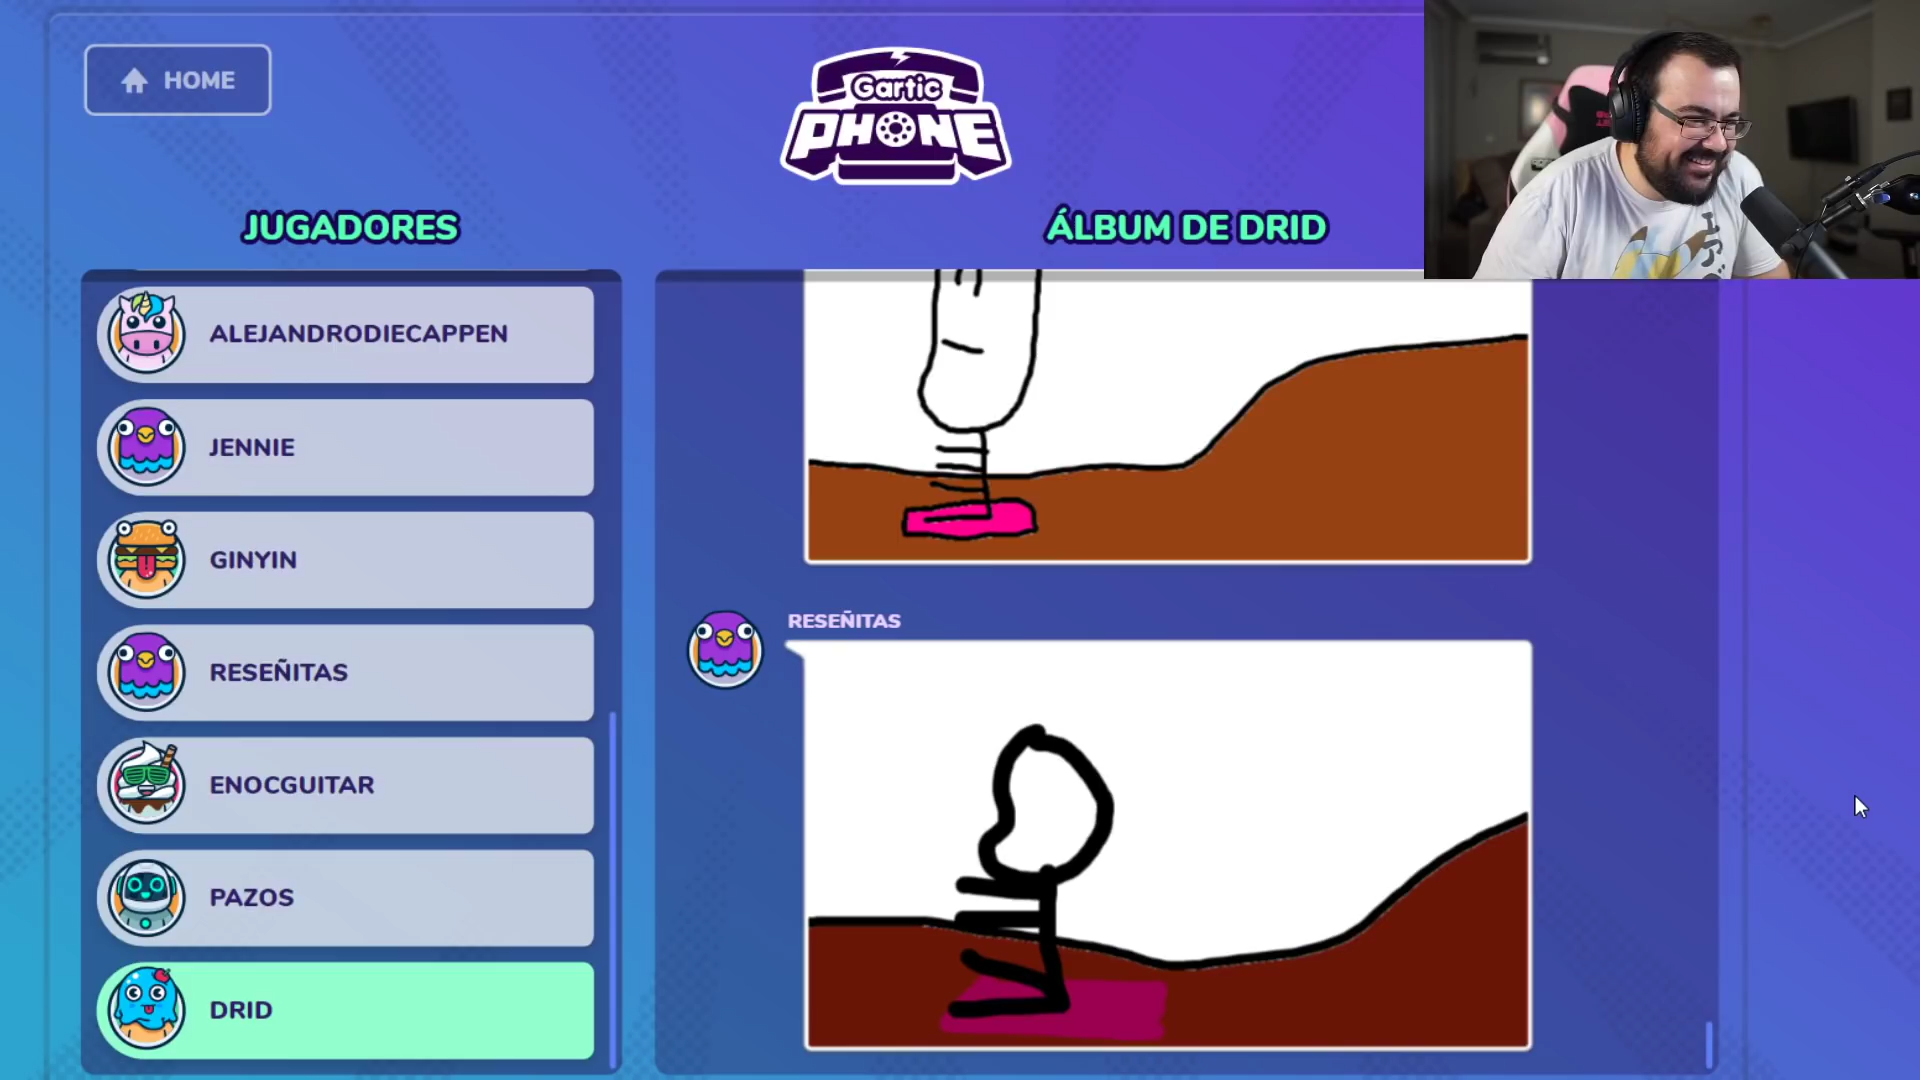 HOME
Gartic
PHONE
JUGADORES
ÁLBUM DE DRID
ALEJANDRODIECAPPEN
JENNIE
GINYIN
RESEÑITAS
ENOCGUITAR
PAZOS
DRID
RESEÑITAS